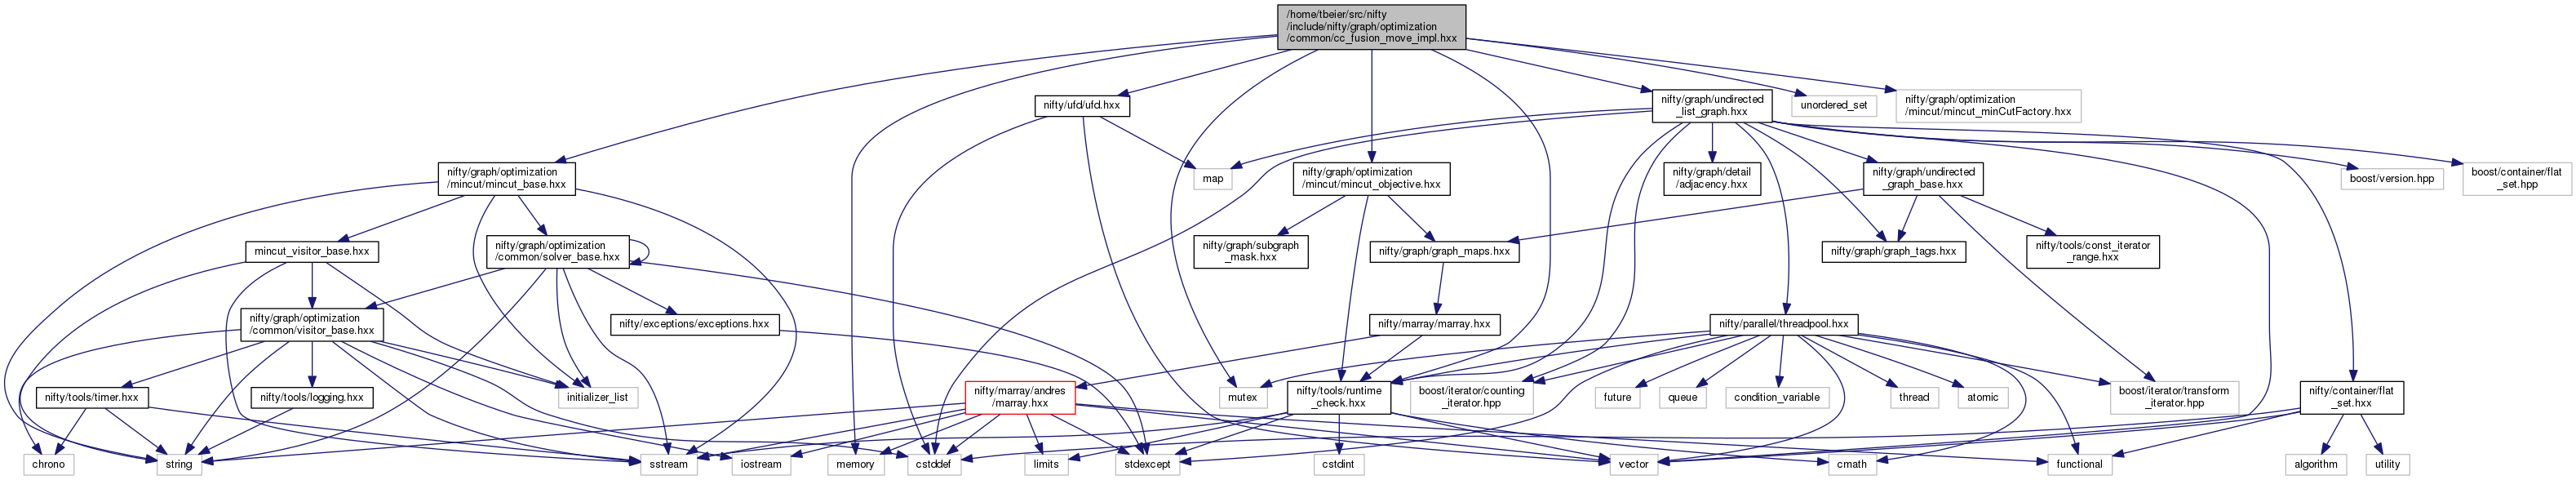 /home/tbeier/src/nifty
/include/nifty/graph/optimization
/common/cc_fusion_move_impl.hxx
nifty/ufd/ufd.hxx
nifty/graph/undirected
_list_graph.hxx
unordered_set
nifty/graph/optimization
/mincut/mincut_minCutFactory.hxx
nifty/graph/optimization
/mincut/mincut_base.hxx
map
nifty/graph/optimization
/mincut/mincut_objective.hxx
nifty/graph/detail
/adjacency.hxx
nifty/graph/undirected
_graph_base.hxx
boost/version.hpp
boost/container/flat
_set.hpp
mincut_visitor_base.hxx
nifty/graph/optimization
/common/solver_base.hxx
nifty/graph/subgraph
_mask.hxx
nifty/graph/graph_maps.hxx
nifty/graph/graph_tags.hxx
nifty/tools/const_iterator
_range.hxx
nifty/graph/optimization
/common/visitor_base.hxx
nifty/exceptions/exceptions.hxx
nifty/marray/marray.hxx
nifty/parallel/threadpool.hxx
nifty/tools/timer.hxx
nifty/tools/logging.hxx
initializer_list
nifty/marray/andres
/marray.hxx
mutex
nifty/tools/runtime
_check.hxx
boost/iterator/counting
_iterator.hpp
future
queue
condition_variable
thread
atomic
boost/iterator/transform
_iterator.hpp
nifty/container/flat
_set.hxx
chrono
string
sstream
iostream
memory
cstddef
limits
stdexcept
cstdint
vector
cmath
functional
algorithm
utility